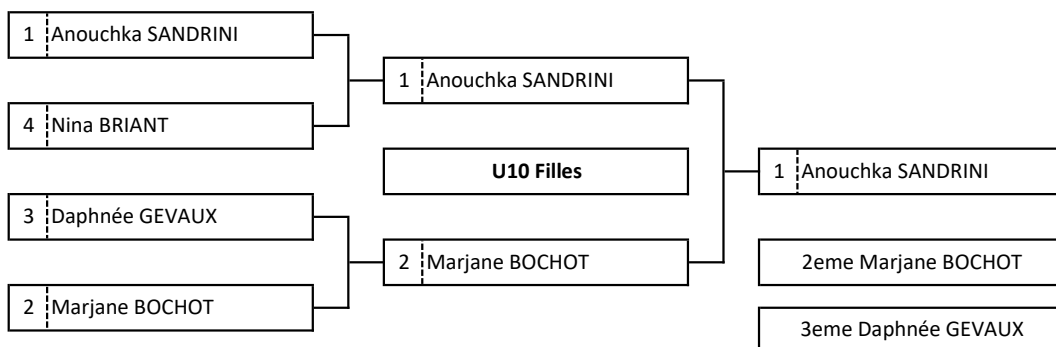 1 Anouchka SANDRINI
4 Nina BRIANT
3 Daphnée GEVAUX
2 Marjane BOCHOT
1 Anouchka SANDRINI
U10 Filles
2 Marjane BOCHOT
1 Anouchka SANDRINI
2eme Marjane BOCHOT
3eme Daphnée GEVAUX